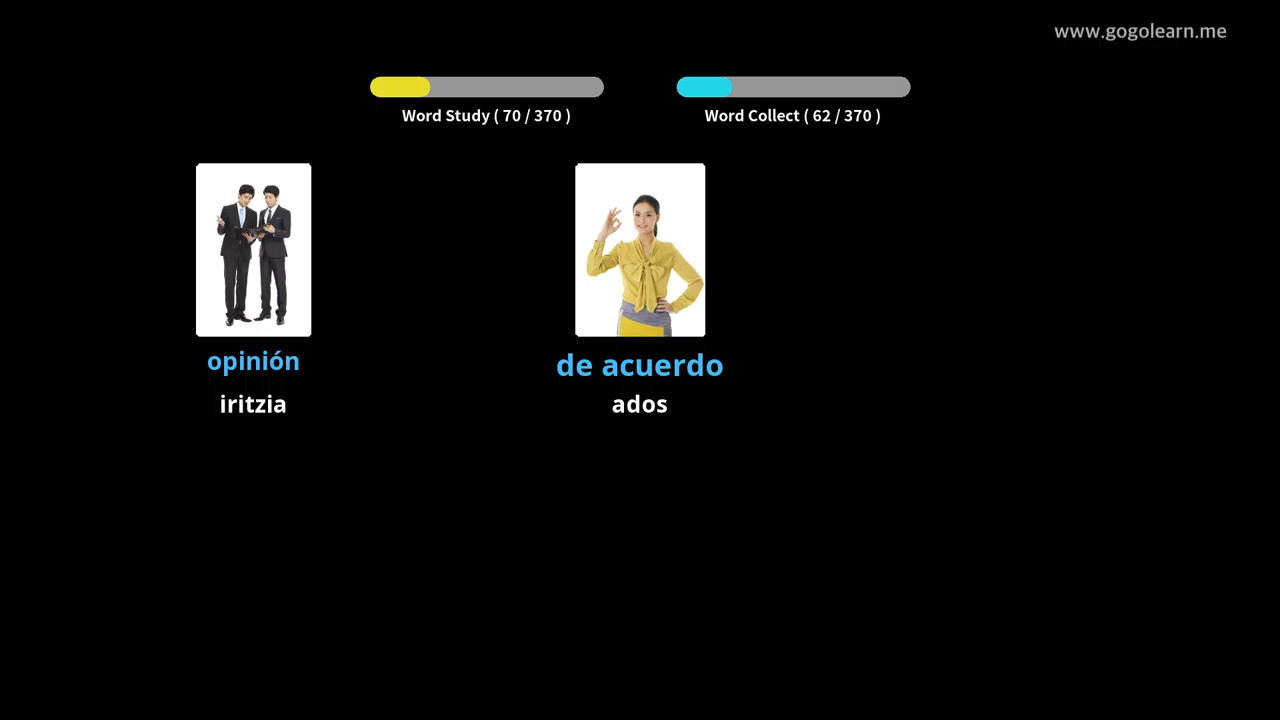 www.gogolearn.me
Word Study ( 70 / 370 )
Word Collect ( 62 / 370 )
opinión
iritzia
de acuerdo
ados